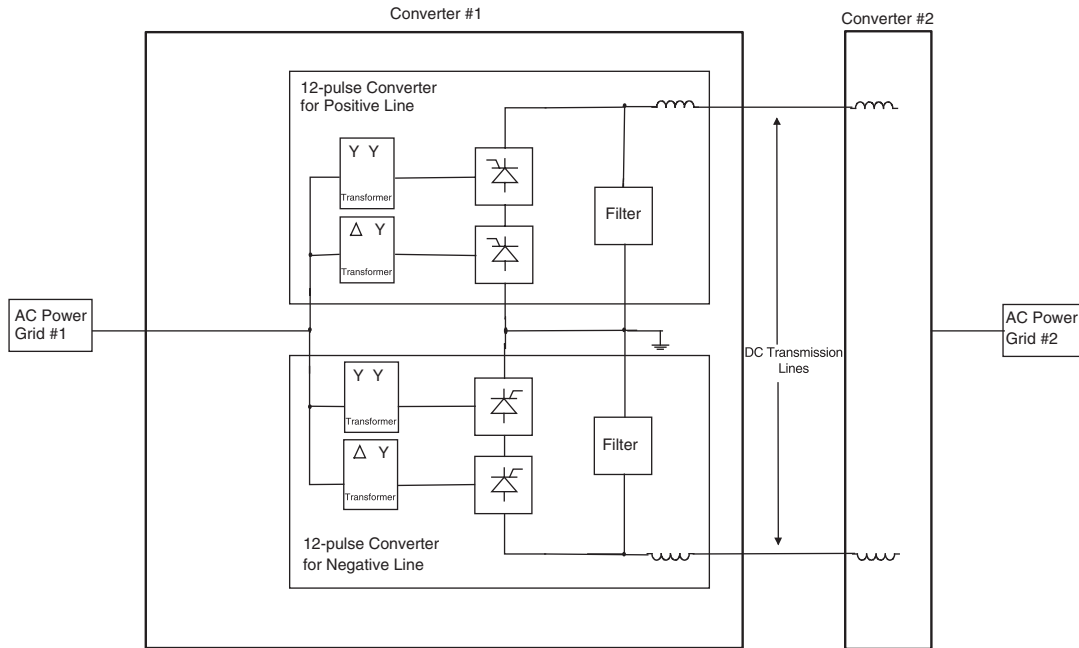 Converter #1
Converter #2
12-pulse Converter
for Positive Line
Y Y
Transformer
Δ Y
Transformer
Filter
AC Power
Grid #1
AC Power
Grid #2
DC Transmission
Lines
Y Y
Transformer
Δ Y
Transformer
Filter
12-pulse Converter
for Negative Line